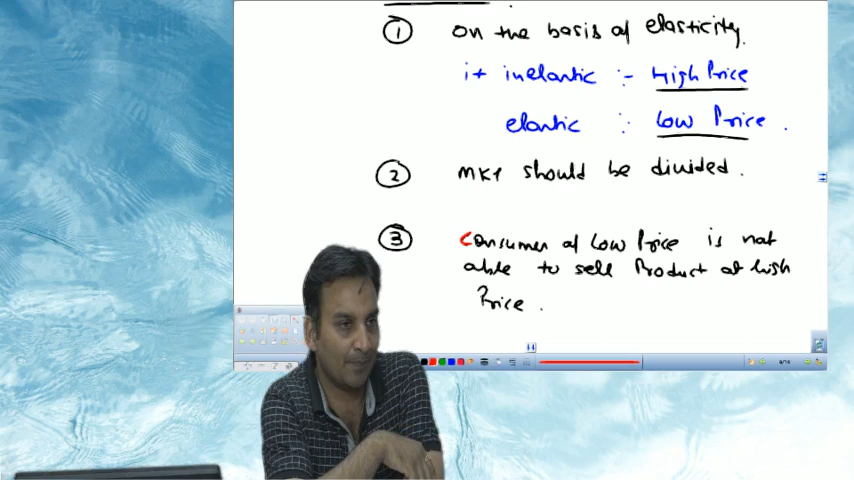 ① On the basis of elasticity.
if inelastic :- High Price
elastic : Low Price .
② MKT should be divided .
③ Consumer of Low Price is not
able to sell Product at high
Price .